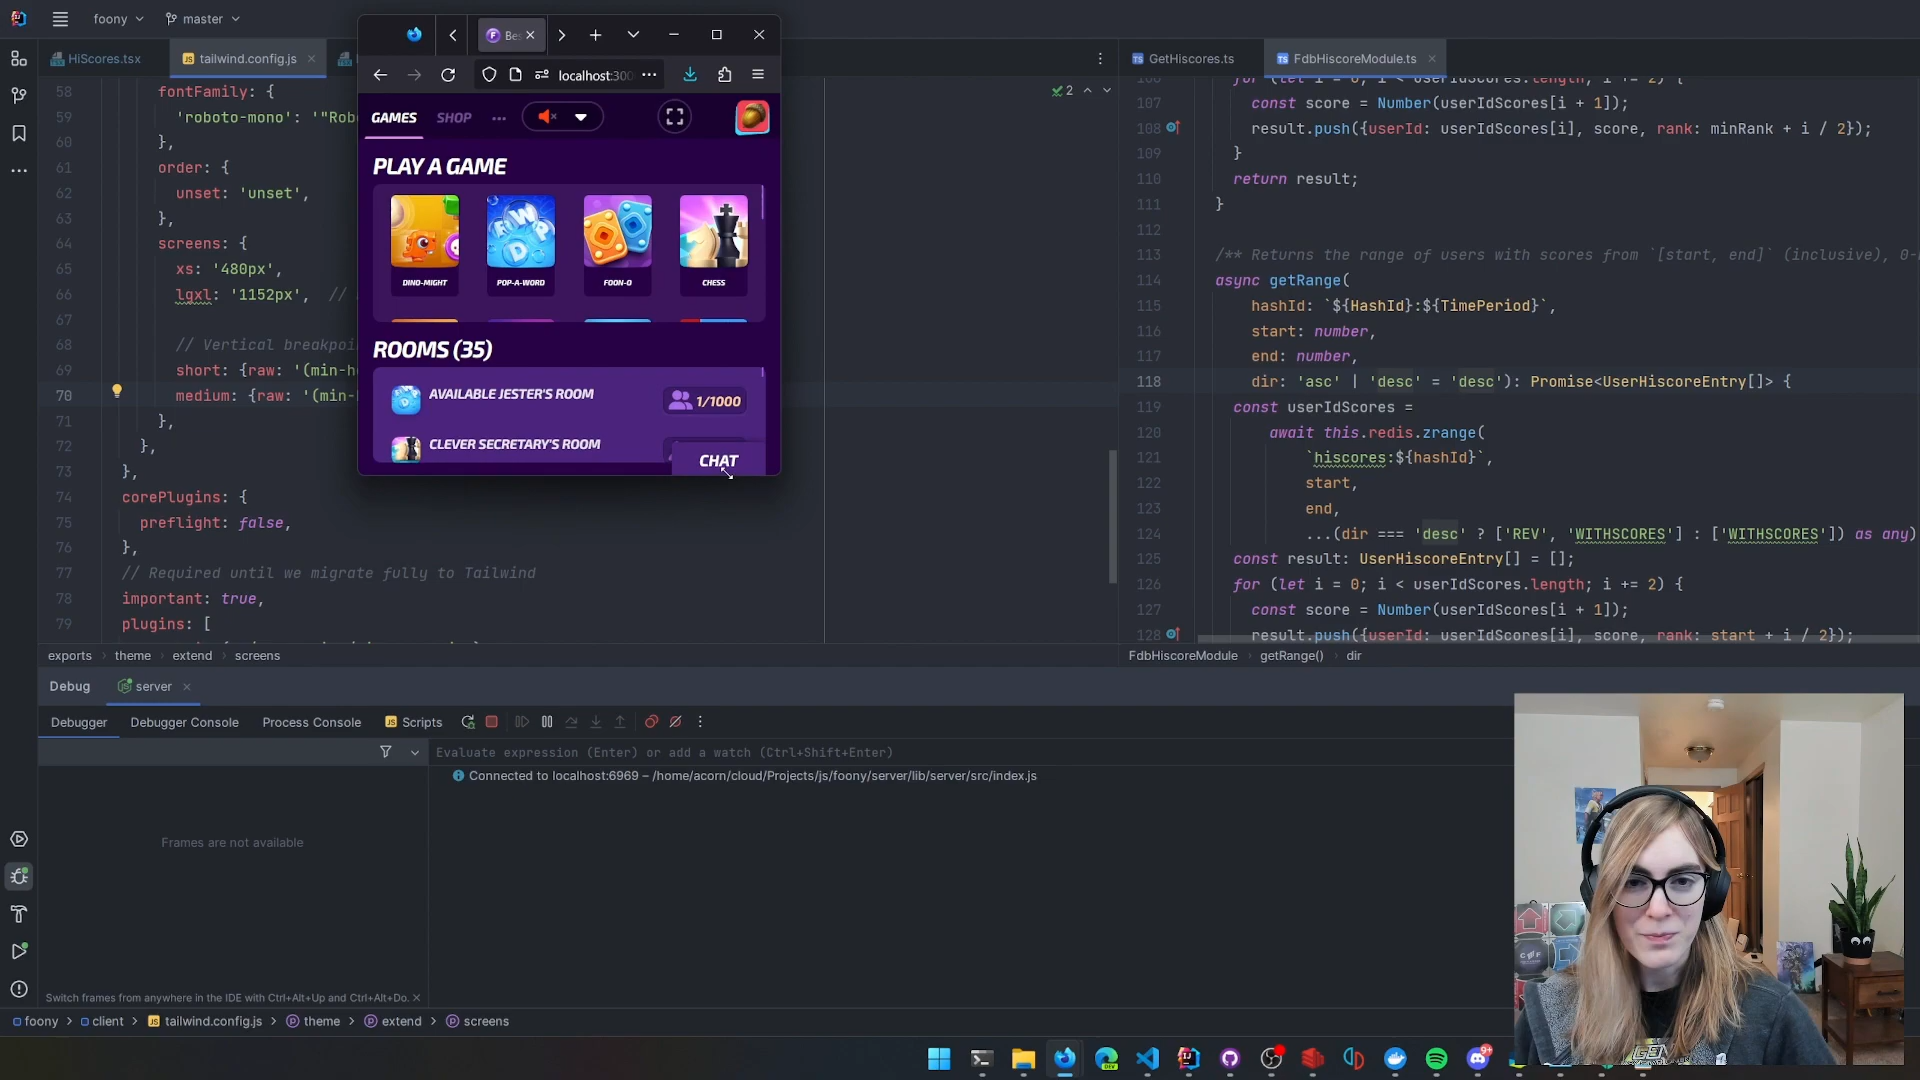 foony
master
HiScores.tsx
tailwind.config.js
58
fontFamily: {
59
'roboto-mono': '"Robo
60
},
61
order: {
62
unset: 'unset',
63
},
64
screens: {
65
xs: '480px',
66
lgxl: '1152px', //
67
68
// Vertical breakpoi
69
short: {raw: '(min-h
70
medium: {raw: '(min-
71
},
72
},
73
},
74
corePlugins: {
75
preflight: false,
76
},
77
// Required until we migrate fully to Tailwind
78
important: true,
79
plugins: [
2
exports
theme
extend
screens
Bes
localhost:300
GAMES
SHOP
PLAY A GAME
DINO-MIGHT
POP-A-WORD
FOON-O
CHESS
ROOMS (35)
AVAILABLE JESTER'S ROOM
1/1000
CLEVER SECRETARY'S ROOM
CHAT
GetHiscores.ts
FdbHiscoreModule.ts
for (let i = 0; i < userIdScores.length; i += 2) {
107
const score = Number(userIdScores[i + 1]);
108
result.push({userId: userIdScores[i], score, rank: minRank + i / 2});
109
}
110
return result;
111
}
112
113
/** Returns the range of users with scores from `[start, end]` (inclusive), 0-
114
async getRange(
115
hashId: `${HashId}:${TimePeriod}`,
116
start: number,
117
end: number,
118
dir: 'asc' | 'desc' = 'desc'): Promise<UserHiscoreEntry[]> {
119
const userIdScores =
120
await this.redis.zrange(
121
`hiscores:${hashId}`,
122
start,
123
end,
124
...(dir === 'desc' ? ['REV', 'WITHSCORES'] : ['WITHSCORES']) as any)
125
const result: UserHiscoreEntry[] = [];
126
for (let i = 0; i < userIdScores.length; i += 2) {
127
const score = Number(userIdScores[i + 1]);
128
result.push({userId: userIdScores[i], score, rank: start + i / 2});
FdbHiscoreModule
getRange()
dir
Debug
server
Debugger
Debugger Console
Process Console
Scripts
Evaluate expression (Enter) or add a watch (Ctrl+Shift+Enter)
Connected to localhost:6969 – /home/acorn/cloud/Projects/js/foony/server/lib/server/src/index.js
Frames are not available
Switch frames from anywhere in the IDE with Ctrl+Alt+Up and Ctrl+Alt+Do.
foony
client
tailwind.config.js
theme
extend
screens